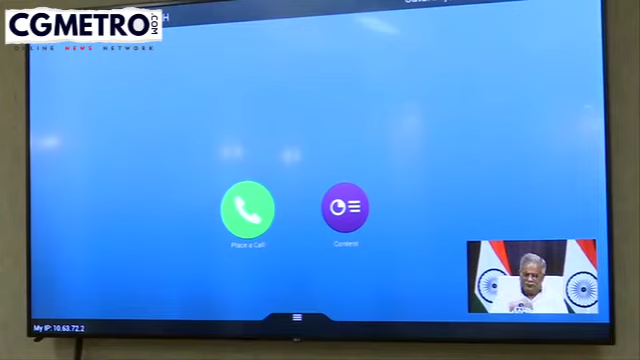 CGMETRO.COM
ONLINE NEWS NETWORK
Place a Call
Content
My IP: 10.63.72.2